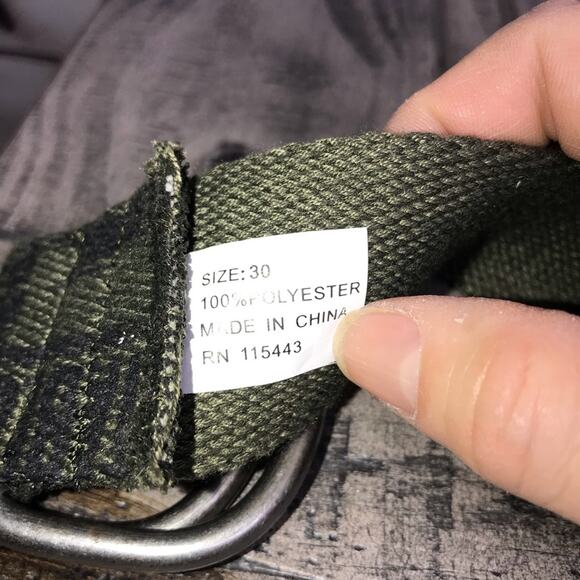 SIZE: 30
100% POLYESTER
MADE IN CHINA
RN 115443